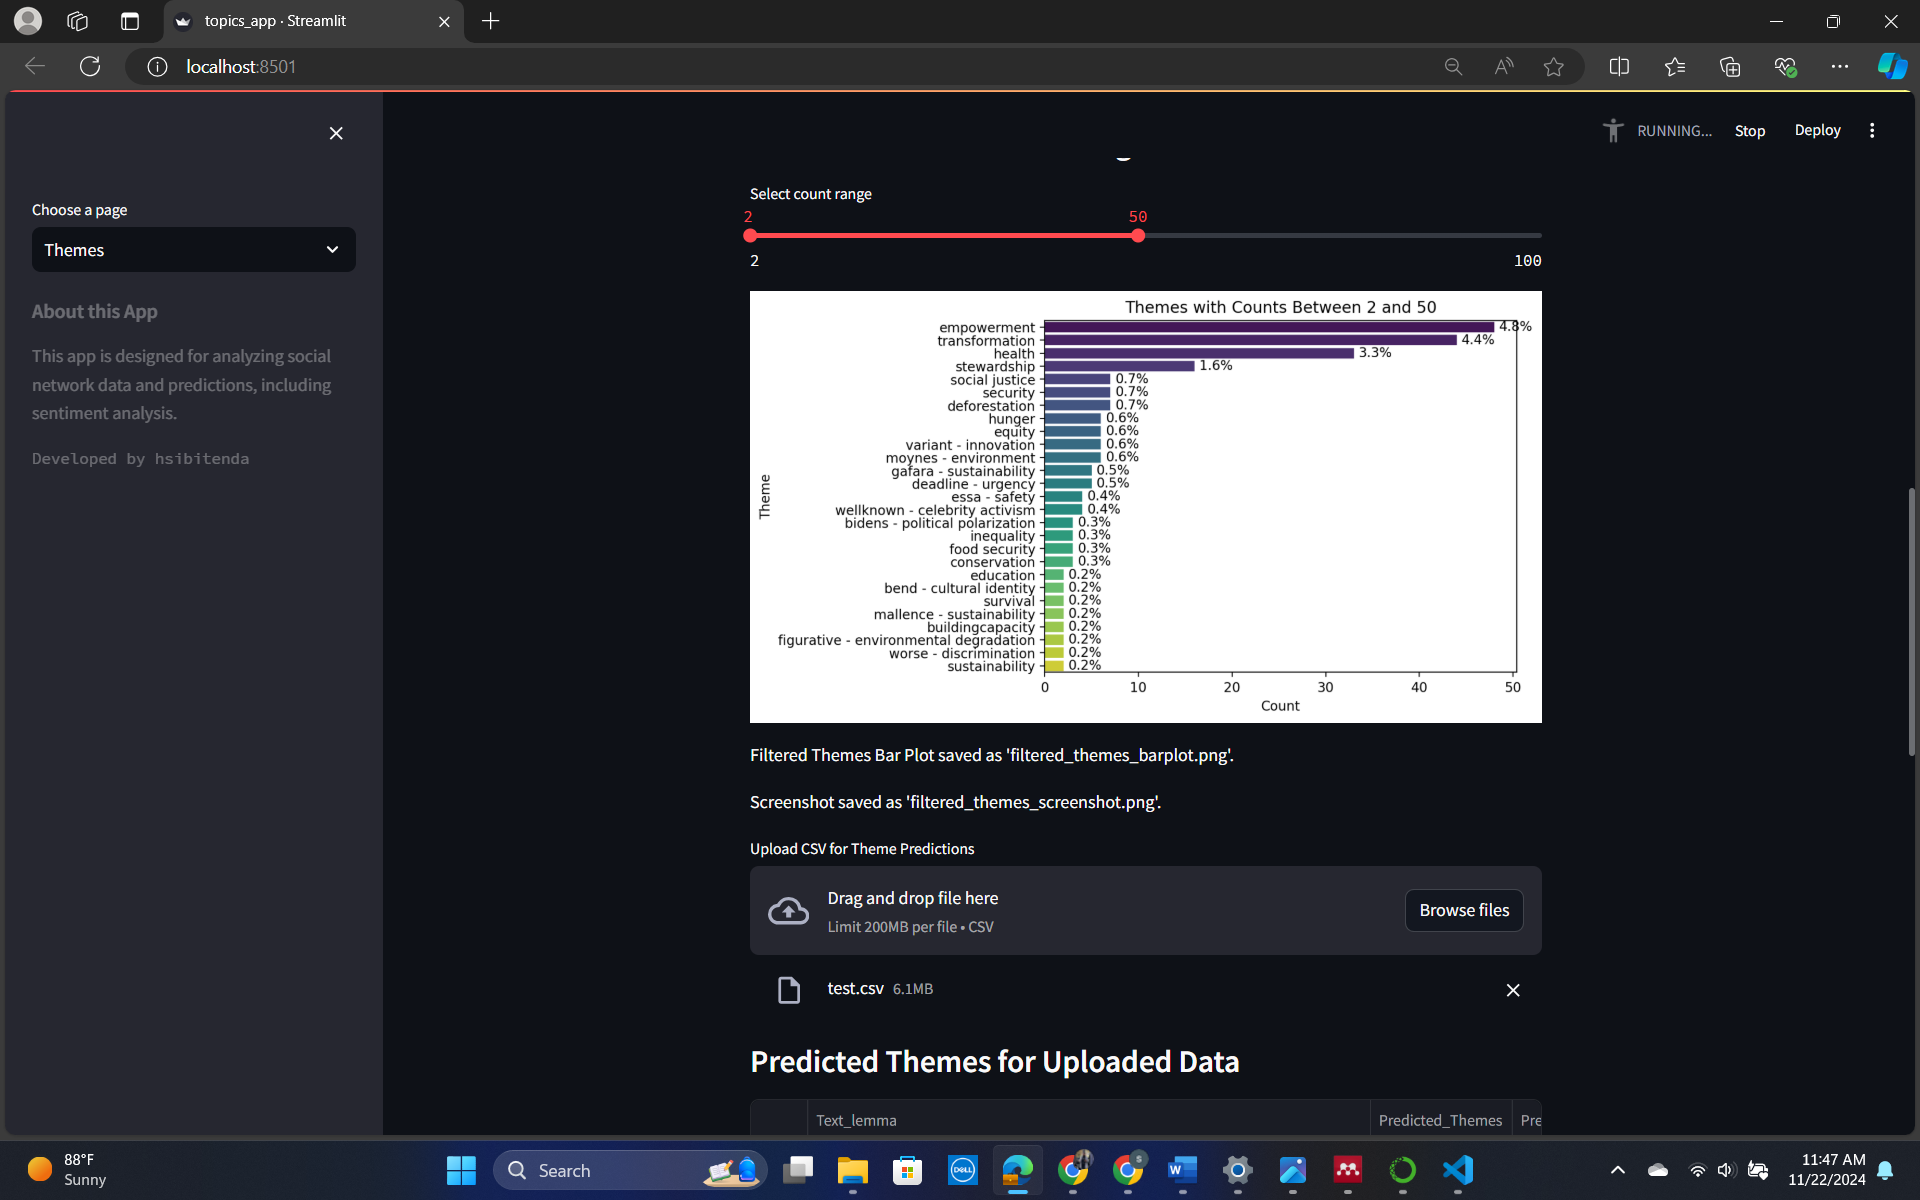 topics_app · Streamlit
localhost:8501
RUNNING...
Stop
Deploy
Choose a page
Themes
About this App
This app is designed for analyzing social
network data and predictions, including
sentiment analysis.
Developed by hsibitenda
Select count range
2
50
2
100
Themes with Counts Between 2 and 50
empowerment 4.8%
transformation 4.4%
health 3.3%
stewardship 1.6%
social justice 0.7%
security 0.7%
deforestation 0.7%
hunger 0.6%
equity 0.6%
variant - innovation 0.6%
moynes - environment 0.6%
gafara - sustainability 0.5%
deadline - urgency 0.5%
essa - safety 0.4%
wellknown - celebrity activism 0.4%
bidens - political polarization 0.3%
inequality 0.3%
food security 0.3%
conservation 0.3%
education 0.2%
bend - cultural identity 0.2%
survival 0.2%
mallence - sustainability 0.2%
buildingcapacity 0.2%
figurative - environmental degradation 0.2%
worse - discrimination 0.2%
sustainability 0.2%
Theme
0 10 20 30 40 50
Count
Filtered Themes Bar Plot saved as 'filtered_themes_barplot.png'.
Screenshot saved as 'filtered_themes_screenshot.png'.
Upload CSV for Theme Predictions
Drag and drop file here
Limit 200MB per file • CSV
Browse files
test.csv 6.1MB
Predicted Themes for Uploaded Data
Text_lemma Predicted_Themes Pre
88°F
Sunny
Search
DELL
11:47 AM
11/22/2024